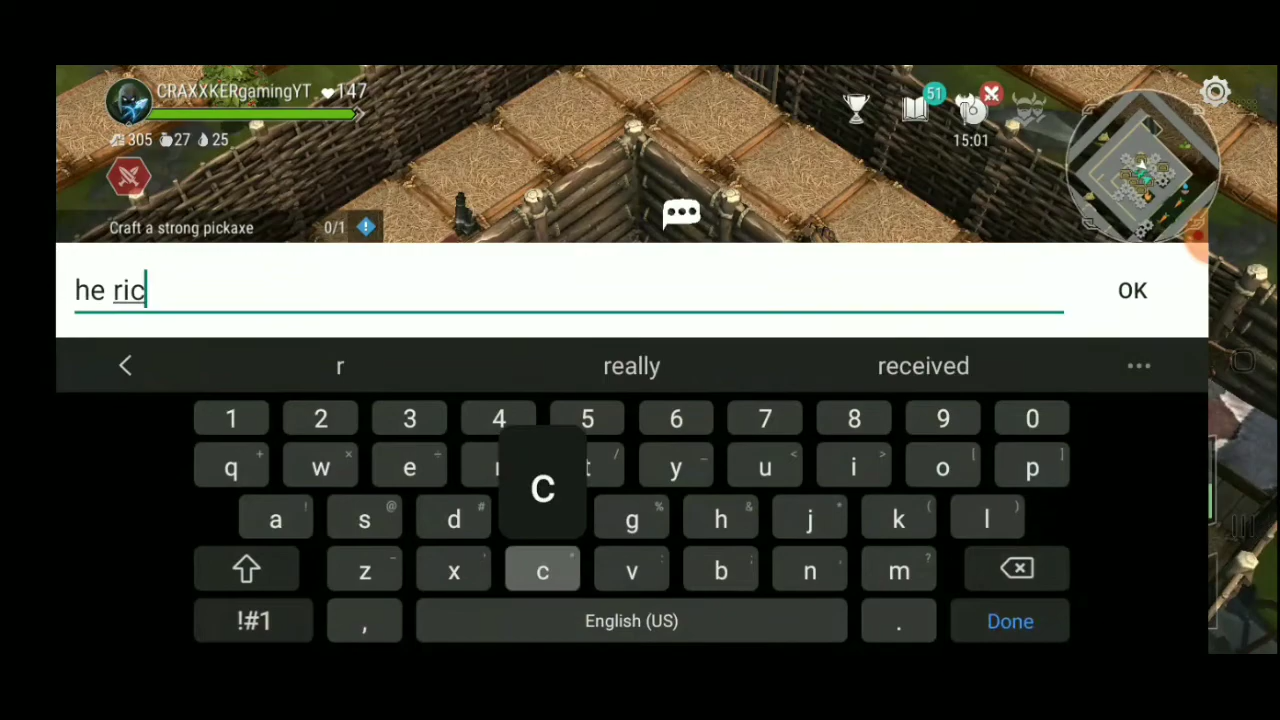 CRAXXKERgamingYT 147
51
6
305 27 25
15:01
Craft a strong pickaxe 0/1
he ric
OK
r really received
1 2 3 4 5 6 7 8 9 0
q w e t y u i o p
+ × ÷ / _ < > [ ]
C
a s d g h j k l
! @ # % & * ( )
z x c v b n m
- ' " : ; , ?
!#1 , English (US) . Done